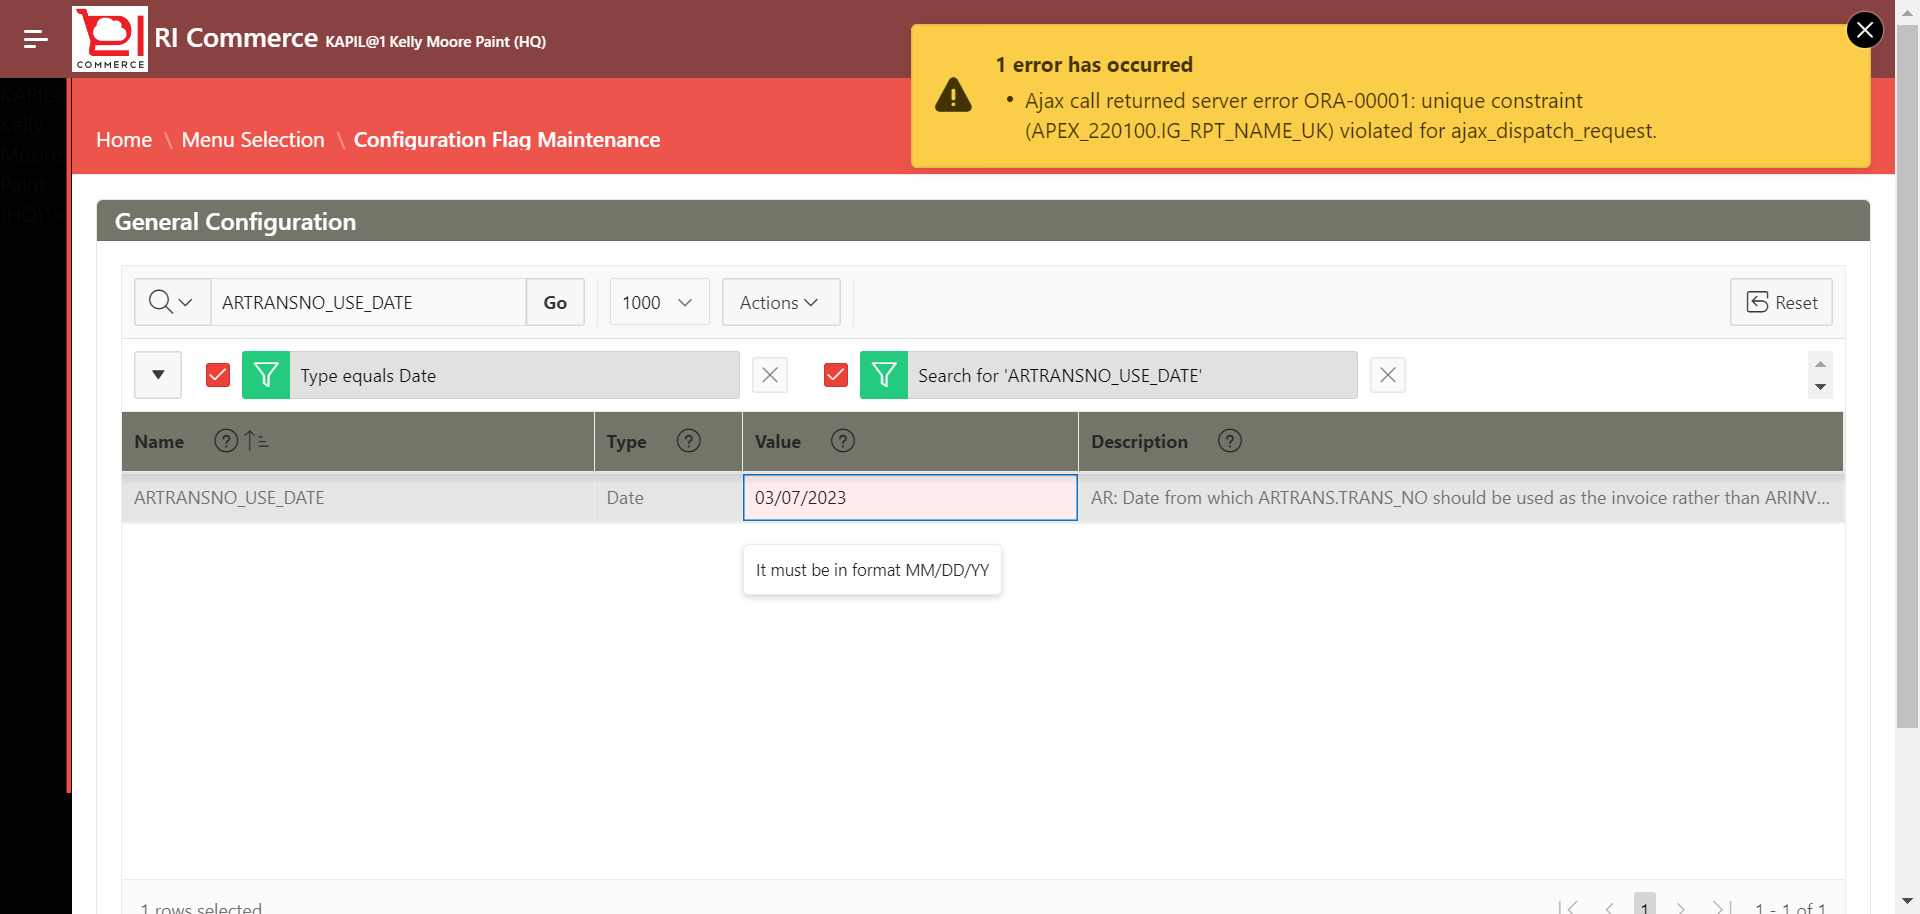 COMMERCE
RI Commerce KAPIL@1 Kelly Moore Paint (HQ)
1 error has occurred
• Ajax call returned server error ORA-00001: unique constraint
(APEX_220100.IG_RPT_NAME_UK) violated for ajax_dispatch_request.
KAPIL@
Kelly
Moore
Paint
(HQ)
Home \ Menu Selection \ Configuration Flag Maintenance
General Configuration
ARTRANSNO_USE_DATE Go 1000 Actions Reset
Type equals Date Search for 'ARTRANSNO_USE_DATE'
Name Type Value Description
ARTRANSNO_USE_DATE Date 03/07/2023 AR: Date from which ARTRANS.TRANS_NO should be used as the invoice rather than ARINV...
It must be in format MM/DD/YY
1 rows selected 1 1 - 1 of 1